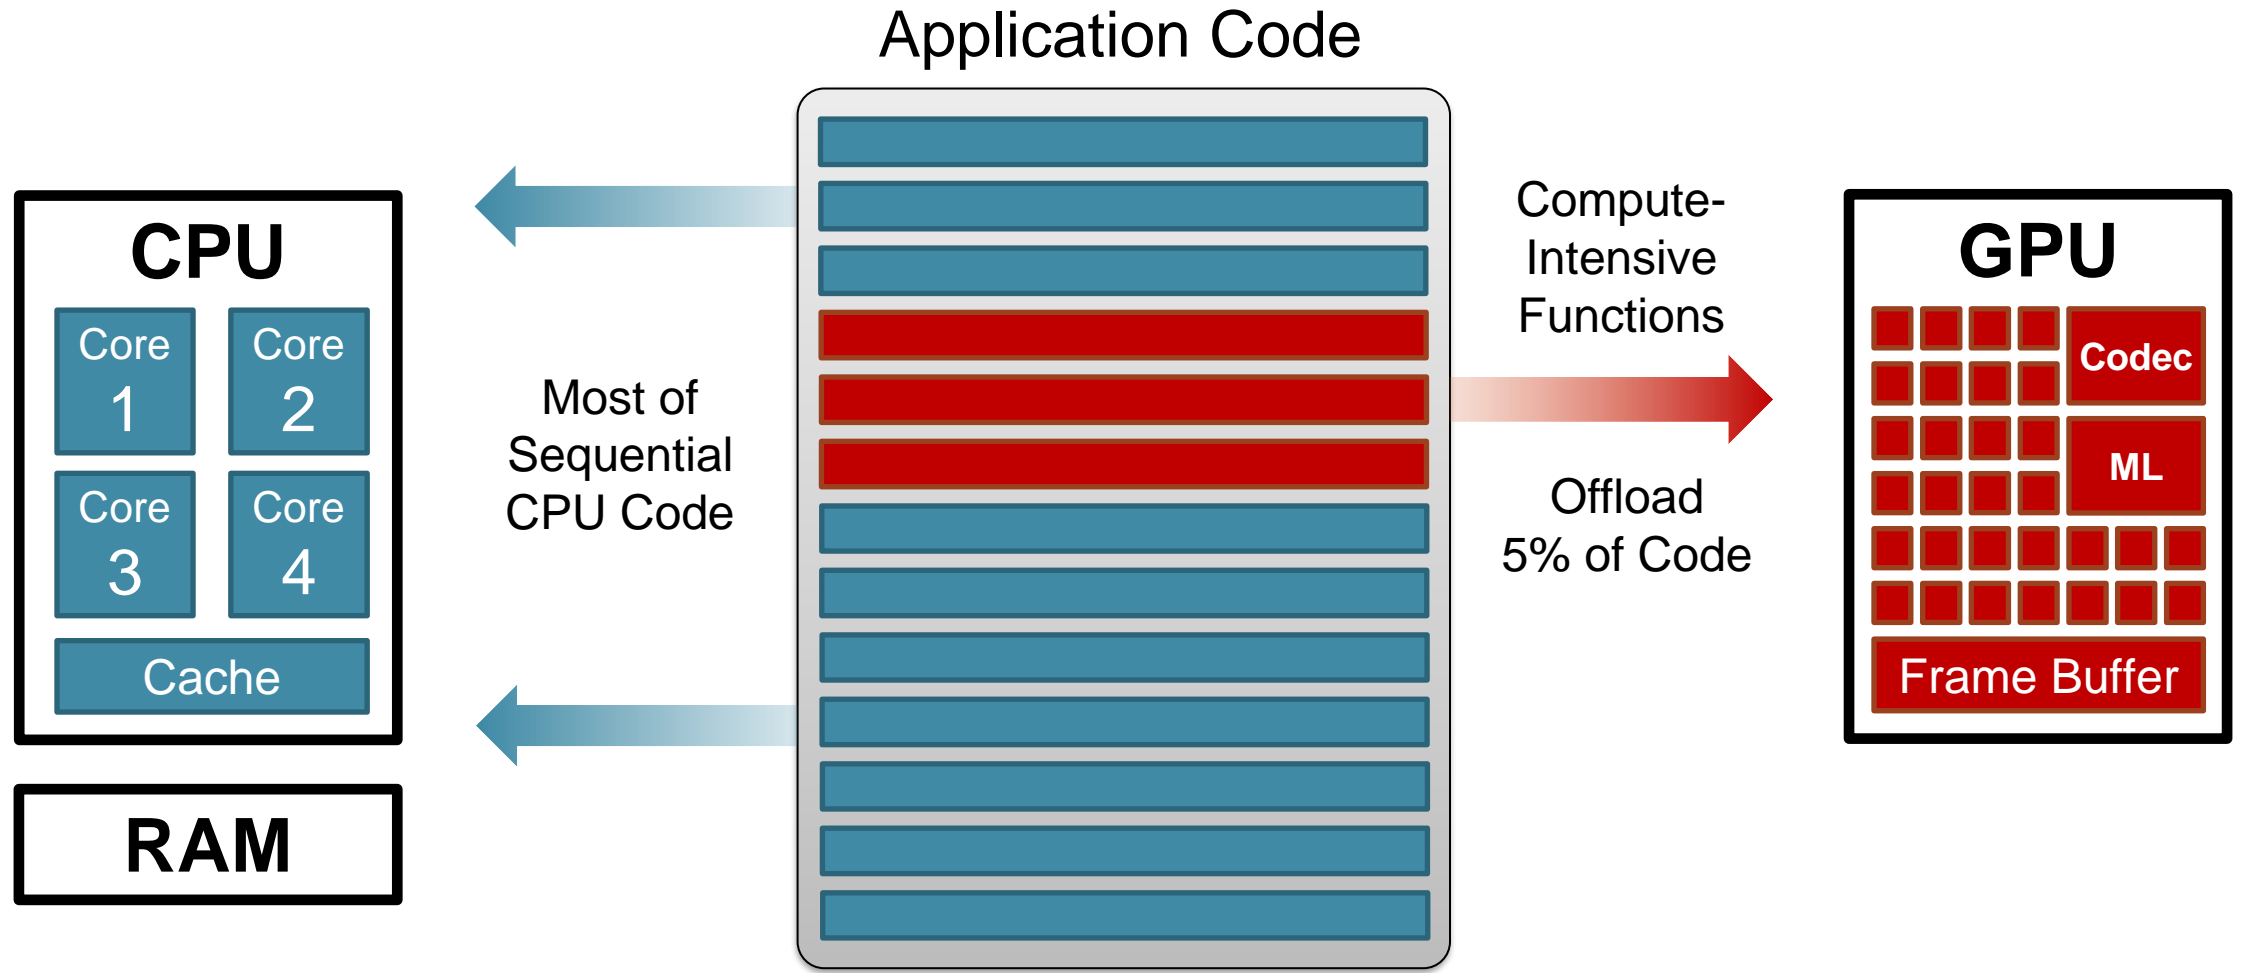 Application Code
CPU
Core
1
Core
2
Core
3
Core
4
Cache
RAM
Most of
Sequential
CPU Code
Compute-
Intensive
Functions
Offload
5% of Code
GPU
Codec
ML
Frame Buffer